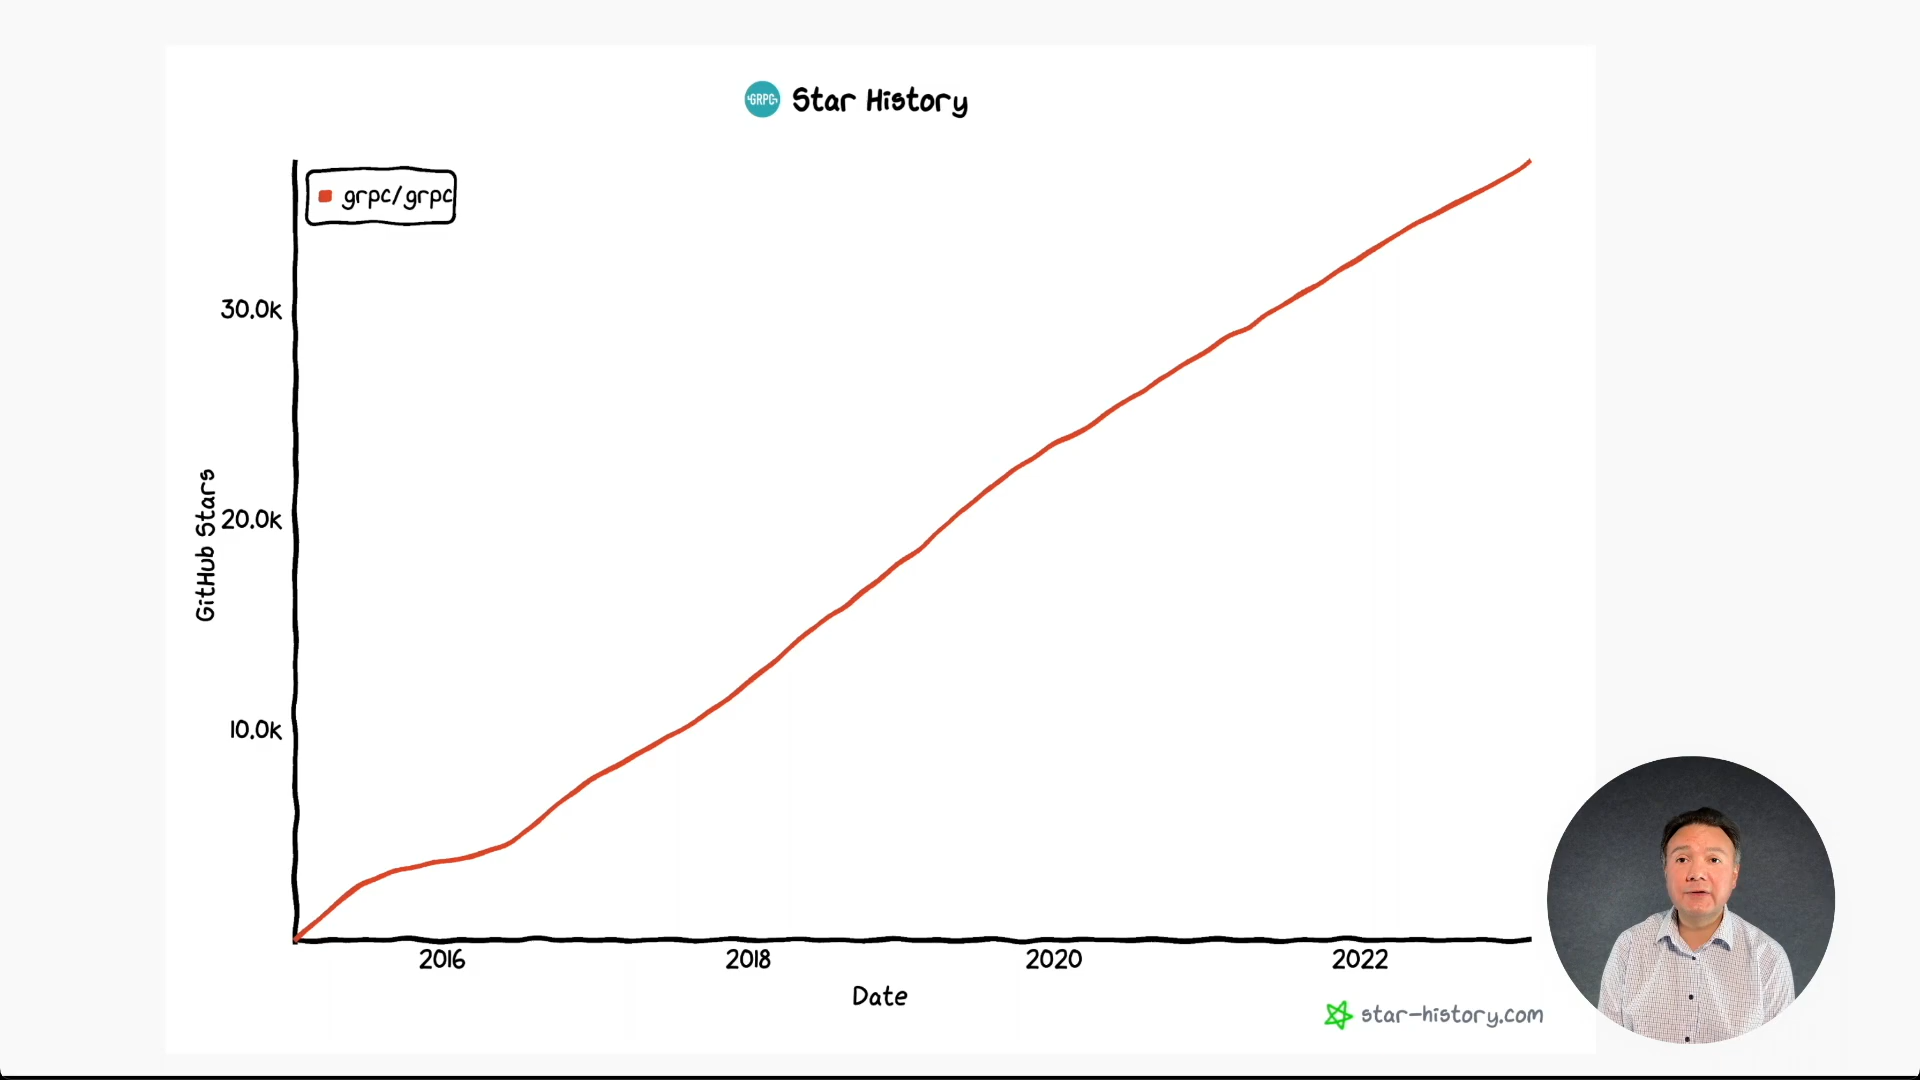 GRPC
Star History
grpc/grpc
30.0k
20.0k
10.0k
GitHub Stars
2016
2018
2020
2022
Date
star-history.com